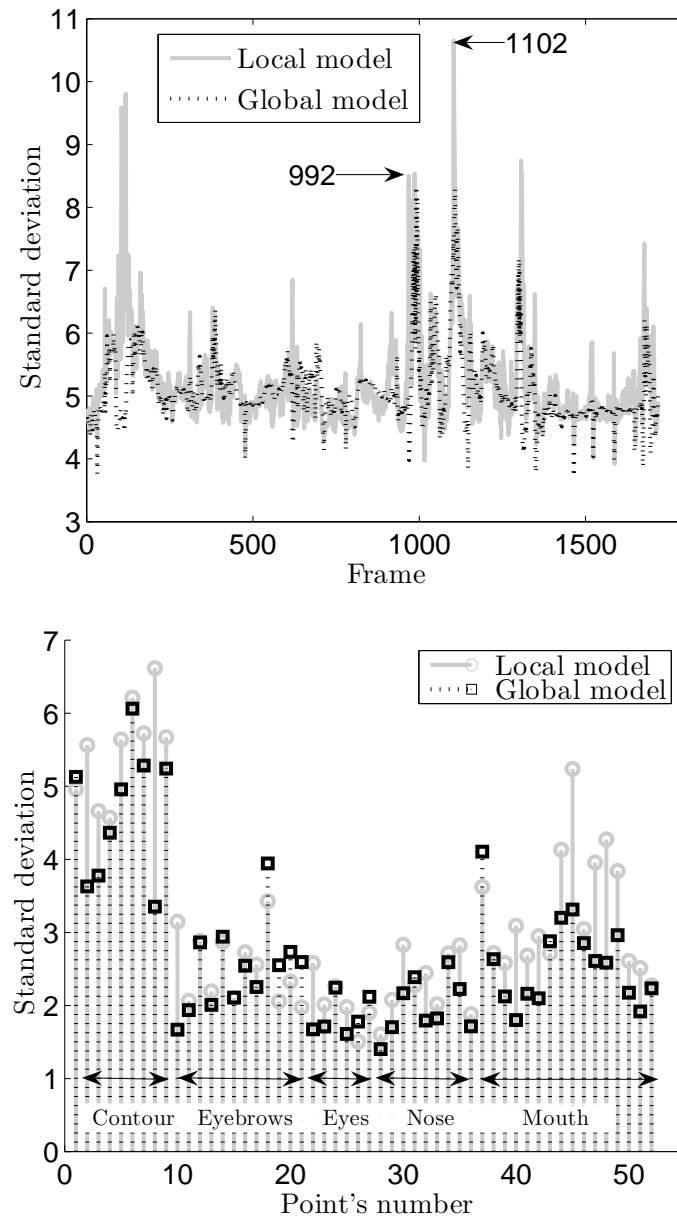 11
10
9
8
7
6
5
4
3
Standard deviation
Local model
Global model
1102
992
0 500 1000 1500
Frame
7
6
5
4
3
2
1
0
Standard deviation
Local model
Global model
Contour Eyebrows Eyes Nose Mouth
0 10 20 30 40 50
Point's number